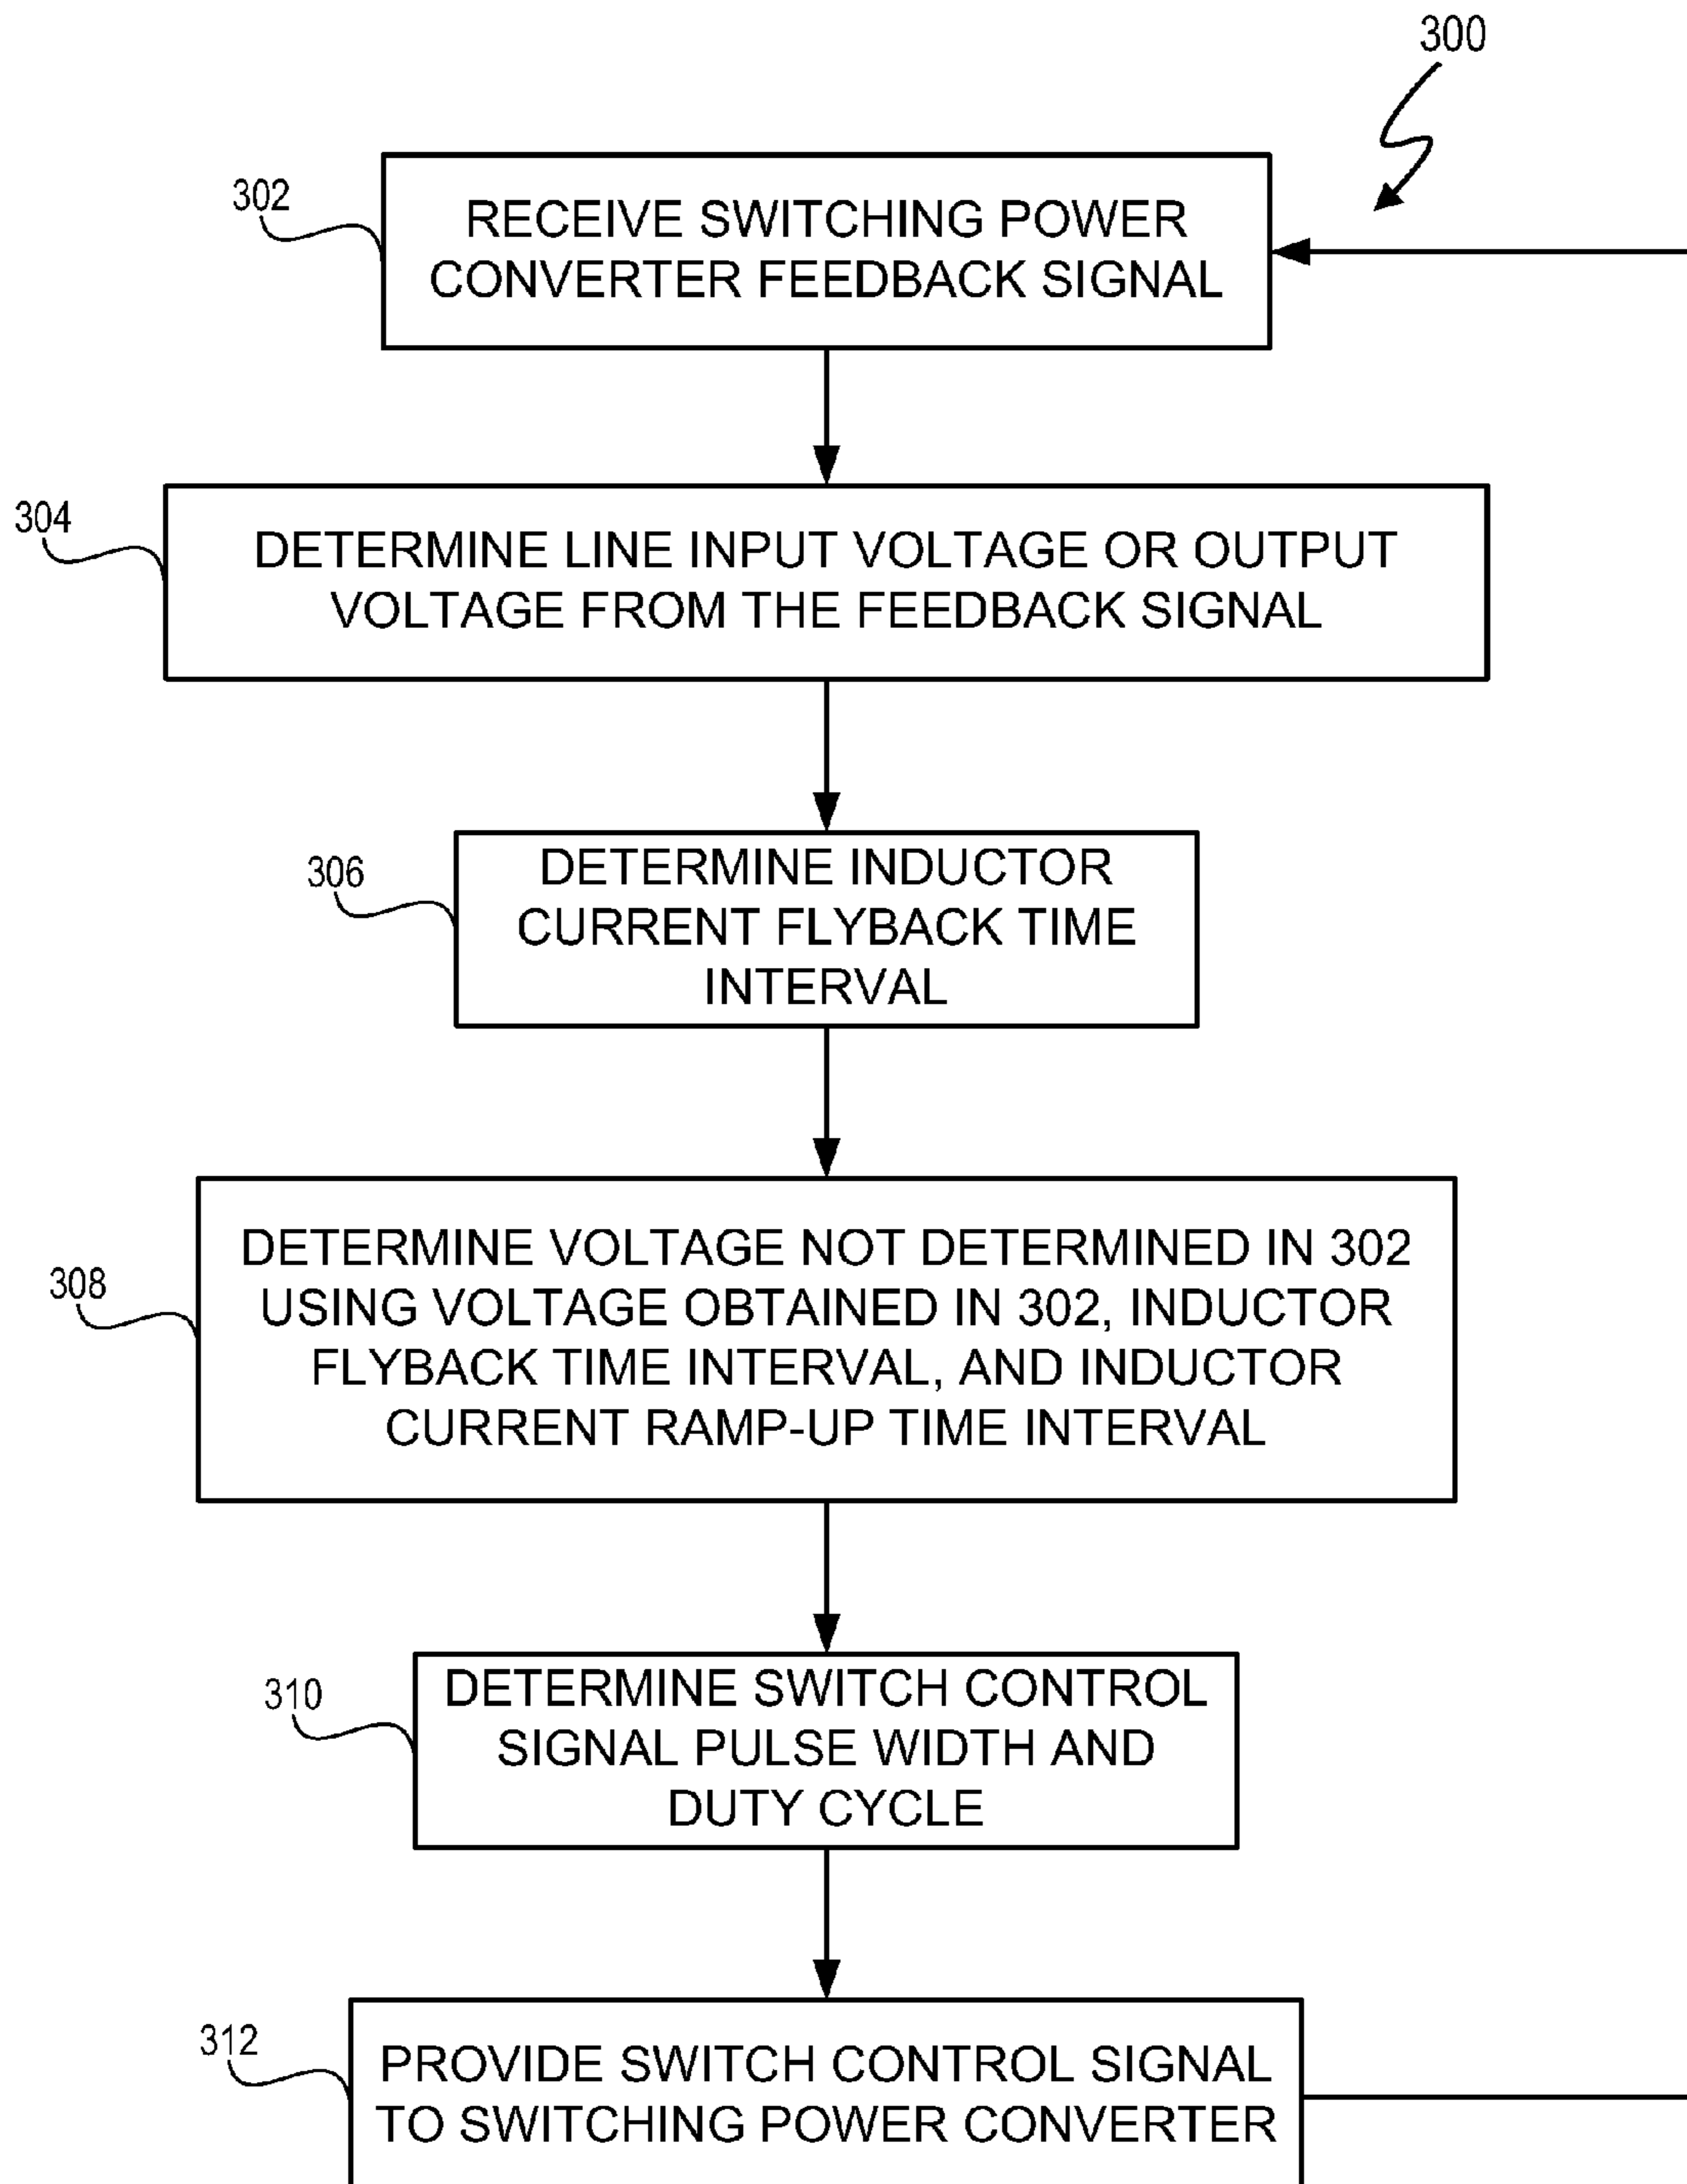 300
302
RECEIVE SWITCHING POWER
CONVERTER FEEDBACK SIGNAL
304
DETERMINE LINE INPUT VOLTAGE OR OUTPUT
VOLTAGE FROM THE FEEDBACK SIGNAL
306
DETERMINE INDUCTOR
CURRENT FLYBACK TIME
INTERVAL
308
DETERMINE VOLTAGE NOT DETERMINED IN 302
USING VOLTAGE OBTAINED IN 302, INDUCTOR
FLYBACK TIME INTERVAL, AND INDUCTOR
CURRENT RAMP-UP TIME INTERVAL
310
DETERMINE SWITCH CONTROL
SIGNAL PULSE WIDTH AND
DUTY CYCLE
312
PROVIDE SWITCH CONTROL SIGNAL
TO SWITCHING POWER CONVERTER